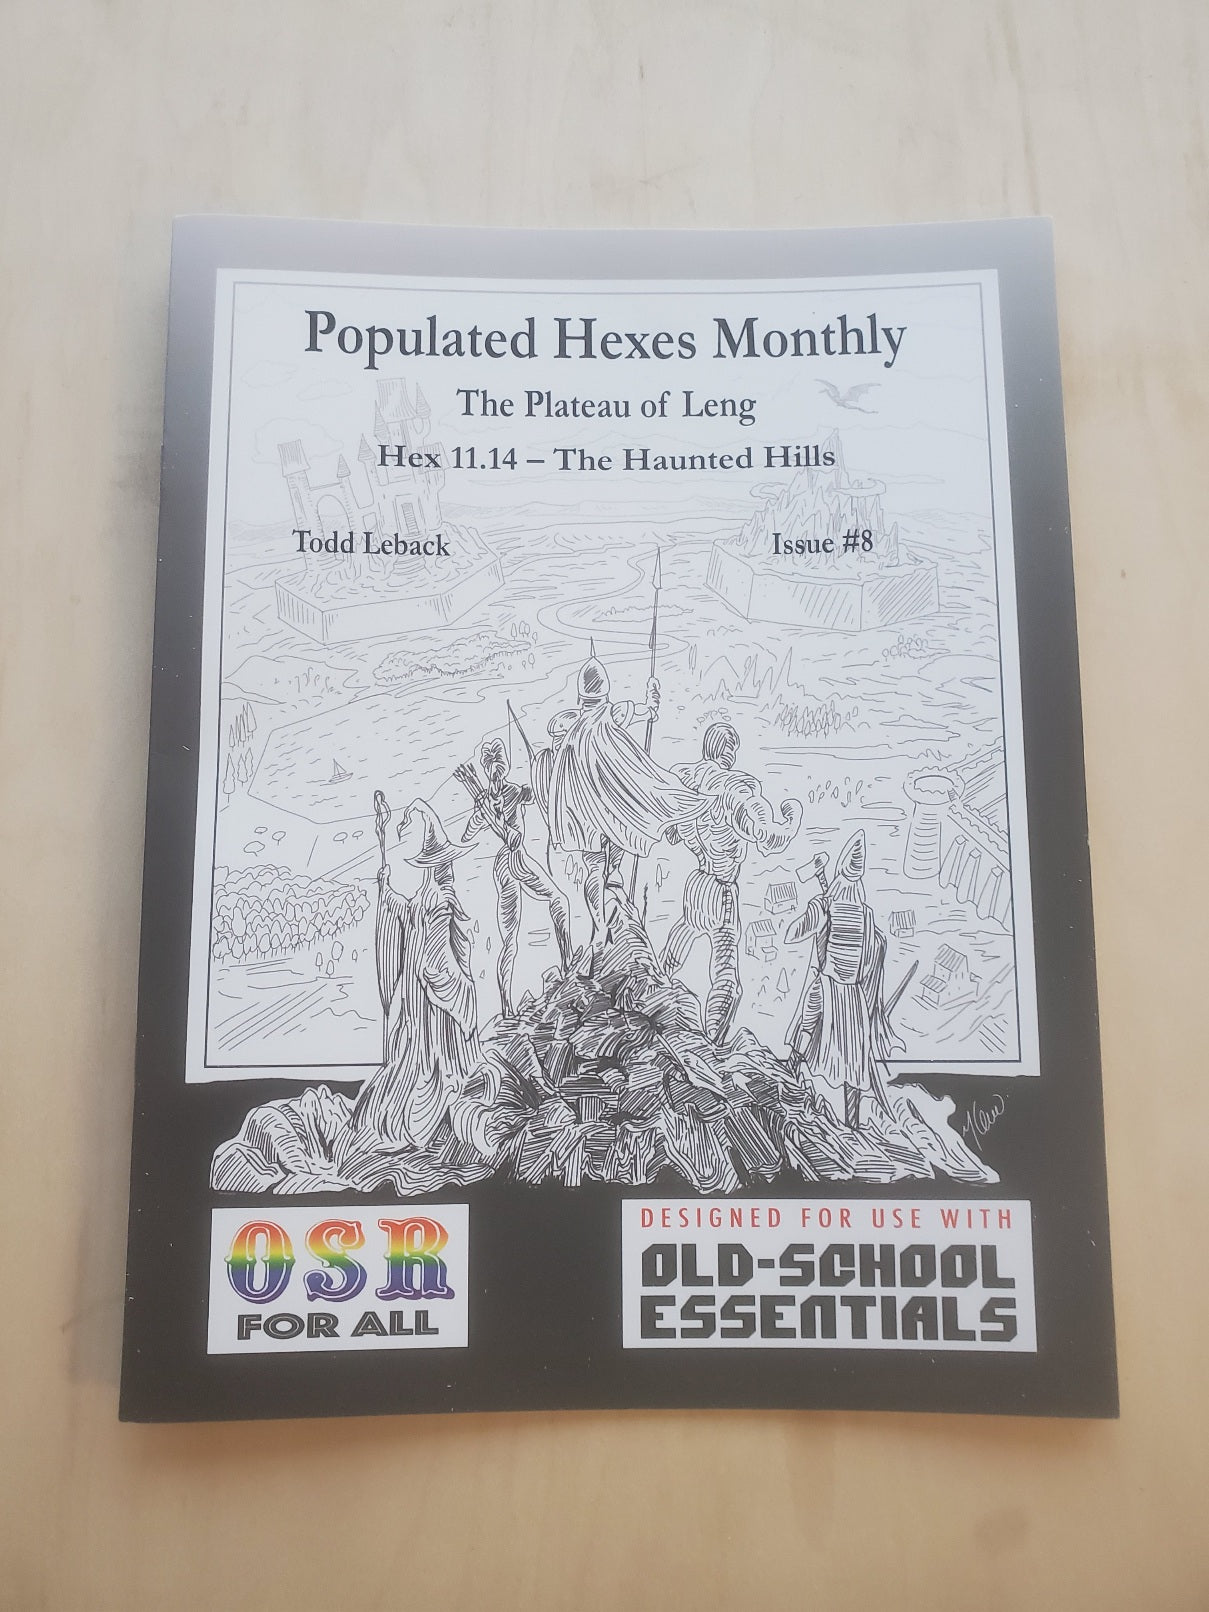 Populated Hexes Monthly
The Plateau of Leng
Hex 11.14 – The Haunted Hills
Todd Leback
Issue #8
OSR
FOR ALL
DESIGNED FOR USE WITH
OLD-SCHOOL
ESSENTIALS